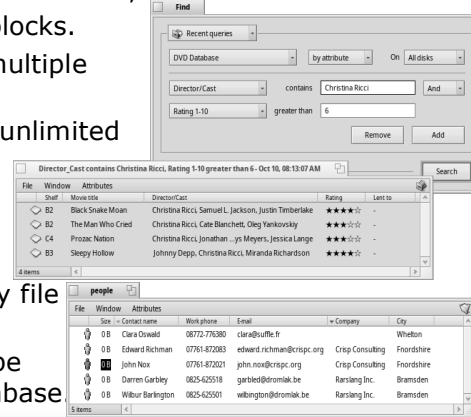 Find
blocks.
Recent queries
multiple
DVD Database by attribute On All disks
Director/Cast contains Christina Ricci And
unlimited
Rating 1-10 greater than 6
Remove Add
Search
Director_Cast contains Christina Ricci, Rating 1-10 greater than 6 - Oct 10, 08:13:07 AM
File Window Attributes
Shelf Movie title Director/Cast Rating Lent to
B2 Black Snake Moan Christina Ricci, Samuel L. Jackson, Justin Timberlake ★★★★☆ -
B2 The Man Who Cried Christina Ricci, Cate Blanchett, Oleg Yankovskiy ★★★☆☆ -
C4 Prozac Nation Christina Ricci, Jonathan ...ys Meyers, Jessica Lange ★★★☆☆ -
B3 Sleepy Hollow Johnny Depp, Christina Ricci, Miranda Richardson ★★★★☆ -
4 items
y file
people
File Window Attributes
Size Contact name Work phone E-mail Company City
0 B Clara Oswald 08772-776380 clara@suffle.fr Whelton
0 B Edward Richman 07761-872083 edward.richman@crispc.org Crisp Consulting Fnordshire
be
0 B John Nox 07761-872021 john.nox@crispc.org Crisp Consulting Fnordshire
0 B Darren Garbley 0825-625518 garbled@dromlak.be Rarslang Inc. Bramsden
abase.
0 B Wilbur Barlington 0825-625501 wilbington@dromlak.be Rarslang Inc. Bramsden
5 items